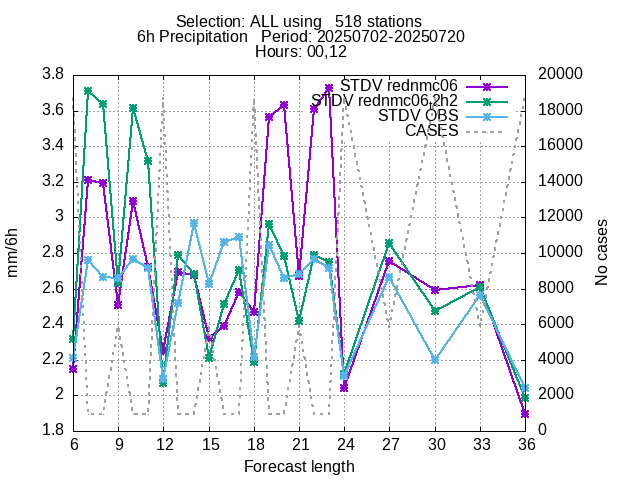 Selection: ALL using   518 stations
6h Precipitation   Period: 20250702-20250720
Hours: 00,12
STDV rednmc06
STDV rednmc06.2h2
STDV OBS
CASES
3.8
3.6
3.4
3.2
3
2.8
2.6
2.4
2.2
2
1.8
20000
18000
16000
14000
12000
10000
8000
6000
4000
2000
0
mm/6h
No cases
6 9 12 15 18 21 24 27 30 33 36
Forecast length